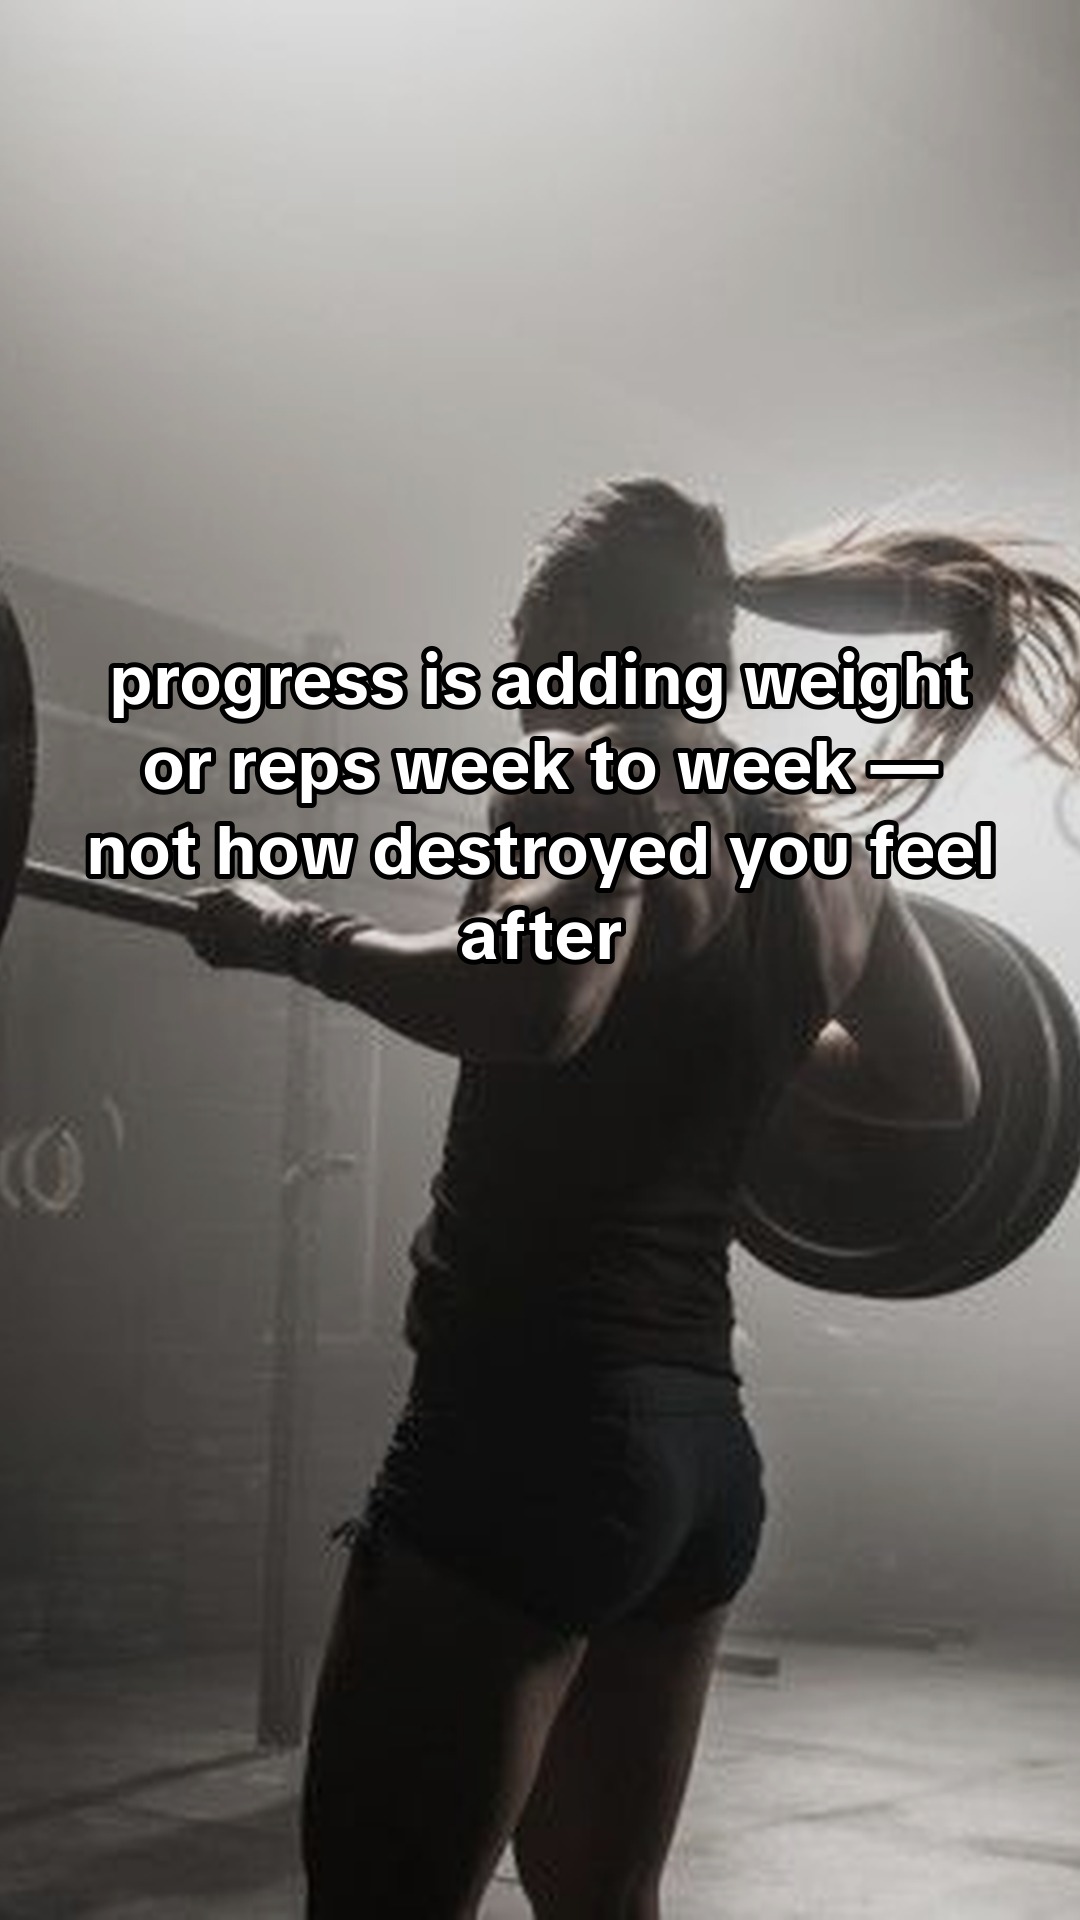 progress is adding weight
or reps week to week —
not how destroyed you feel
after